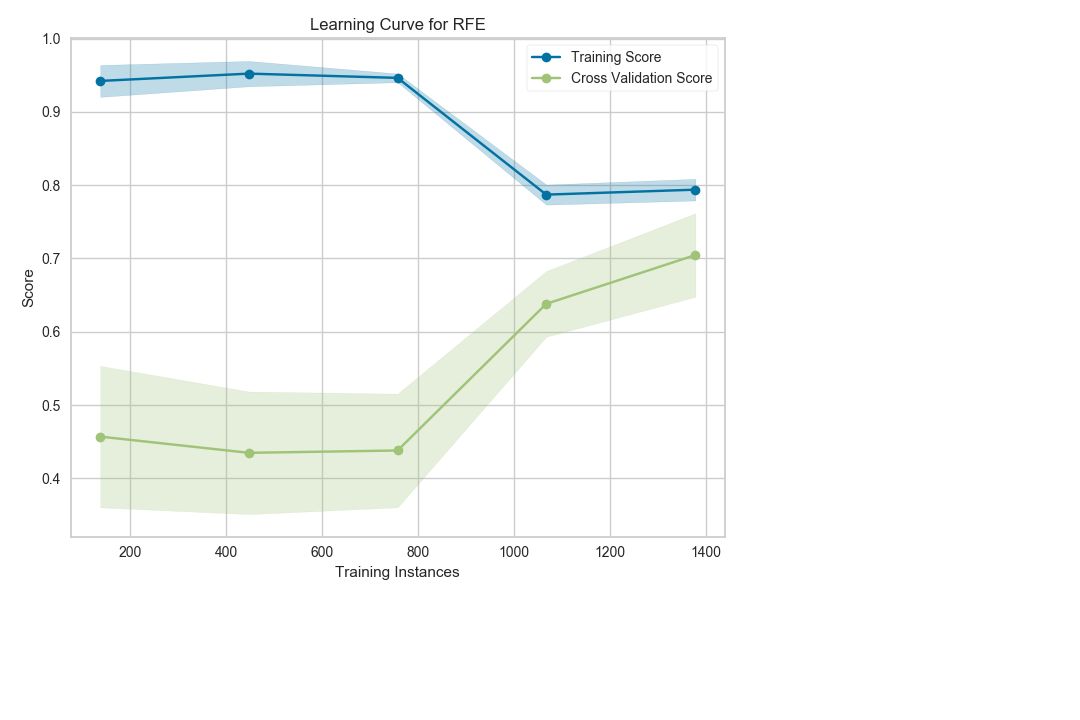 Learning Curve for RFE
Training Score
Cross Validation Score
Score
1.0
0.9
0.8
0.7
0.6
0.5
0.4
200 400 600 800 1000 1200 1400
Training Instances